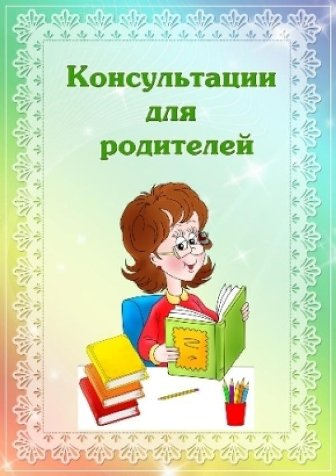 Консультации
для
родителей